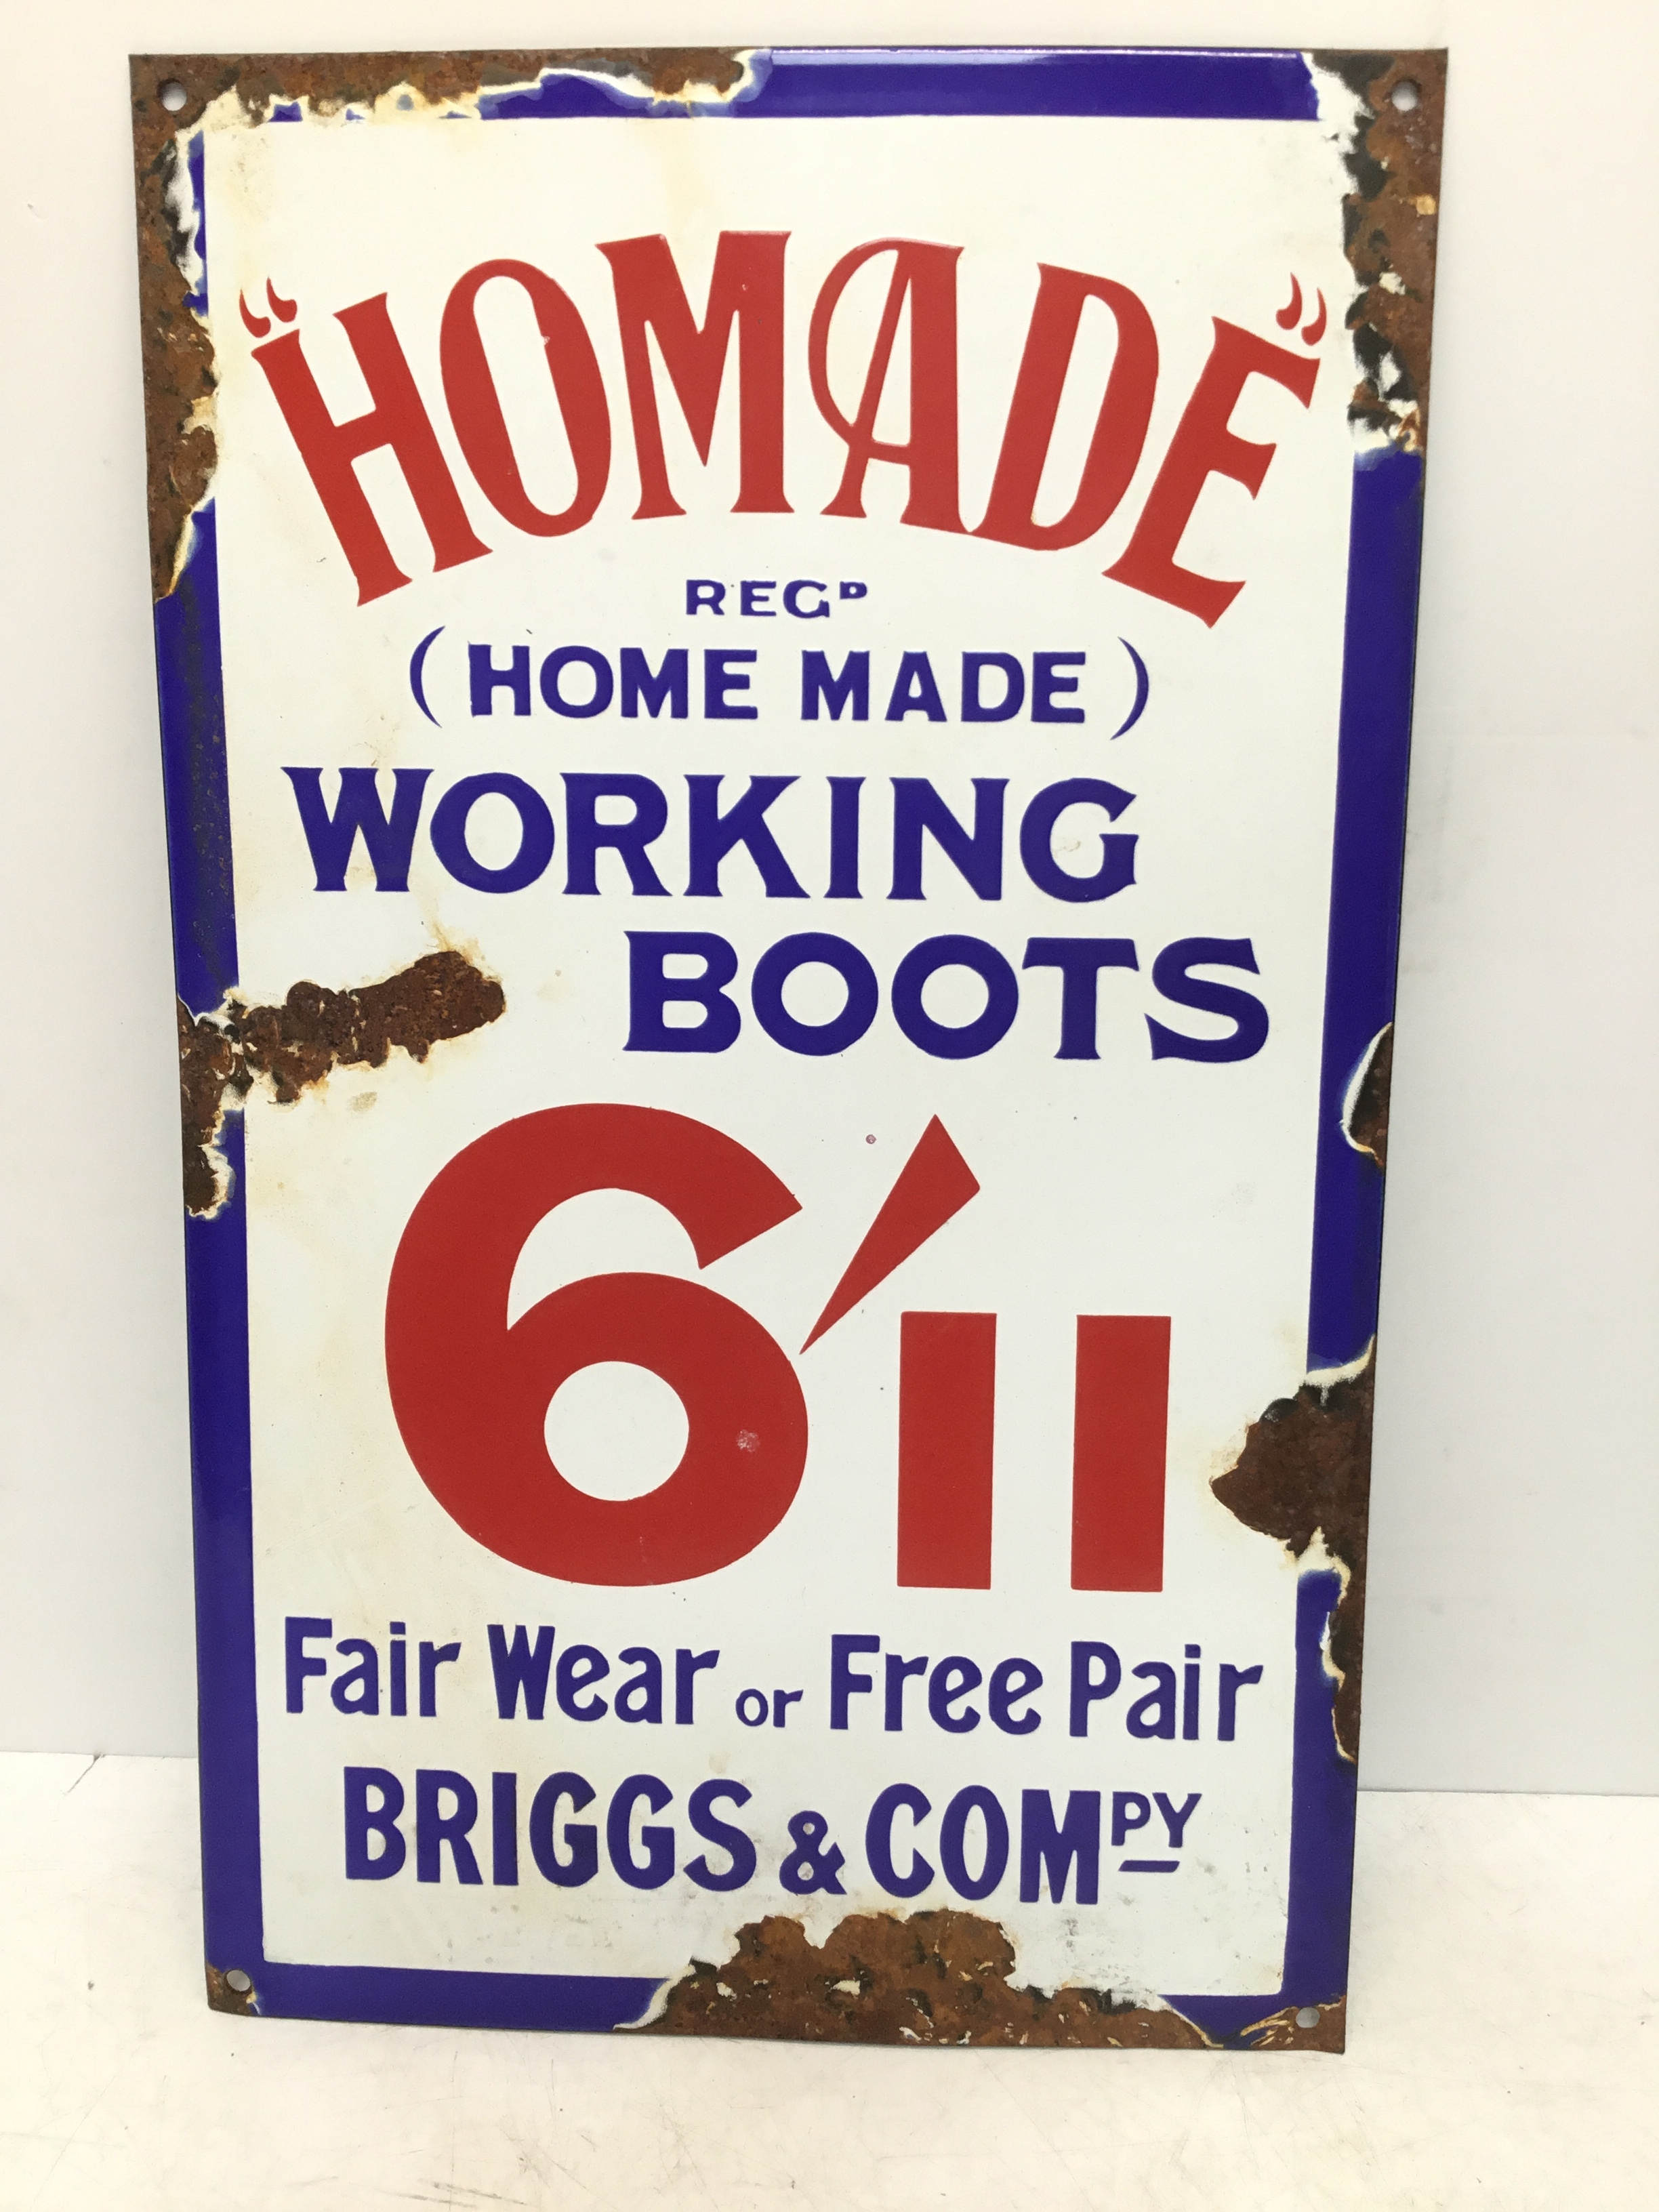 “HOMADE”
REGD
(HOME MADE)
WORKING
BOOTS
6/11
Fair Wear or Free Pair
BRIGGS & COMPY